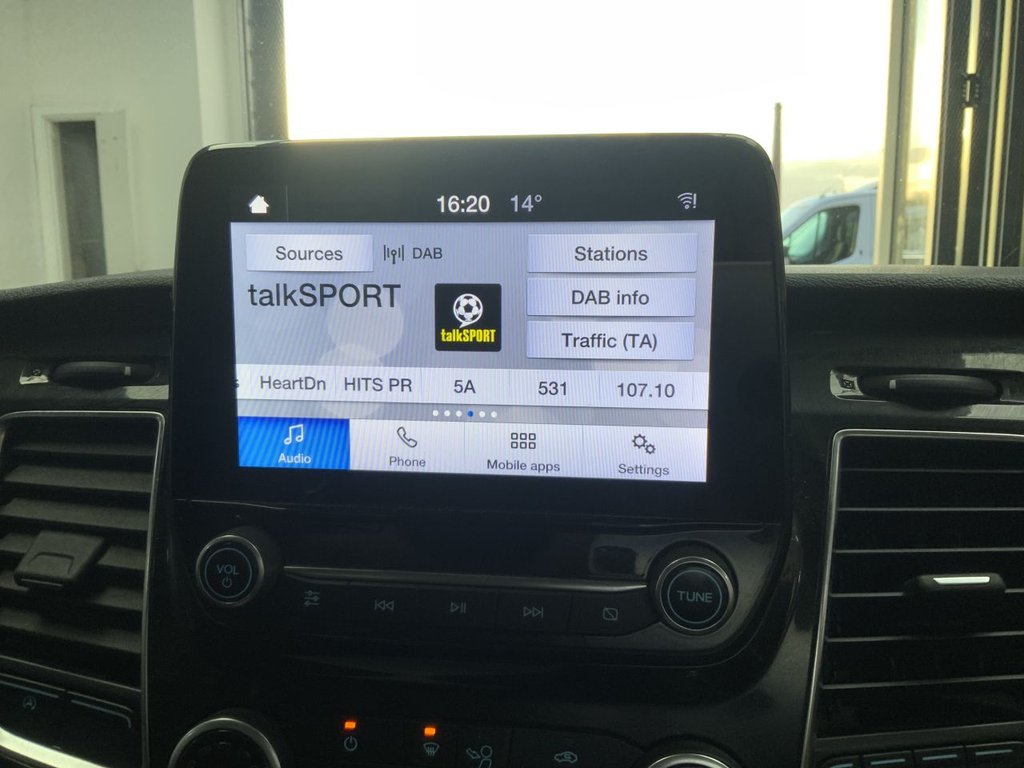 16:20 14°
Sources DAB Stations
talkSPORT
talkSPORT
DAB info
Traffic (TA)
s HeartDn HITS PR 5A 531 107.10
Audio Phone Mobile apps Settings
VOL
TUNE